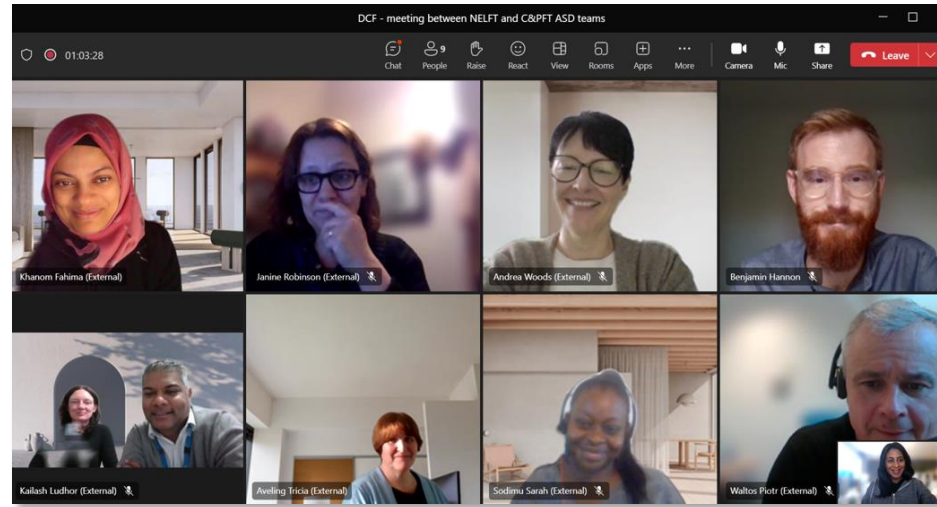 DCF - meeting between NELFT and C&PFT ASD teams
01:03:28
Chat
9
People
Raise
React
View
Rooms
Apps
More
Camera
Mic
Share
Leave
Khanom Fahima (External)
Janine Robinson (External)
Andrea Woods (External)
Benjamin Hannon
Kailash Ludhor (External)
Aveling Tricia (External)
Sodimu Sarah (External)
Waltos Piotr (External)